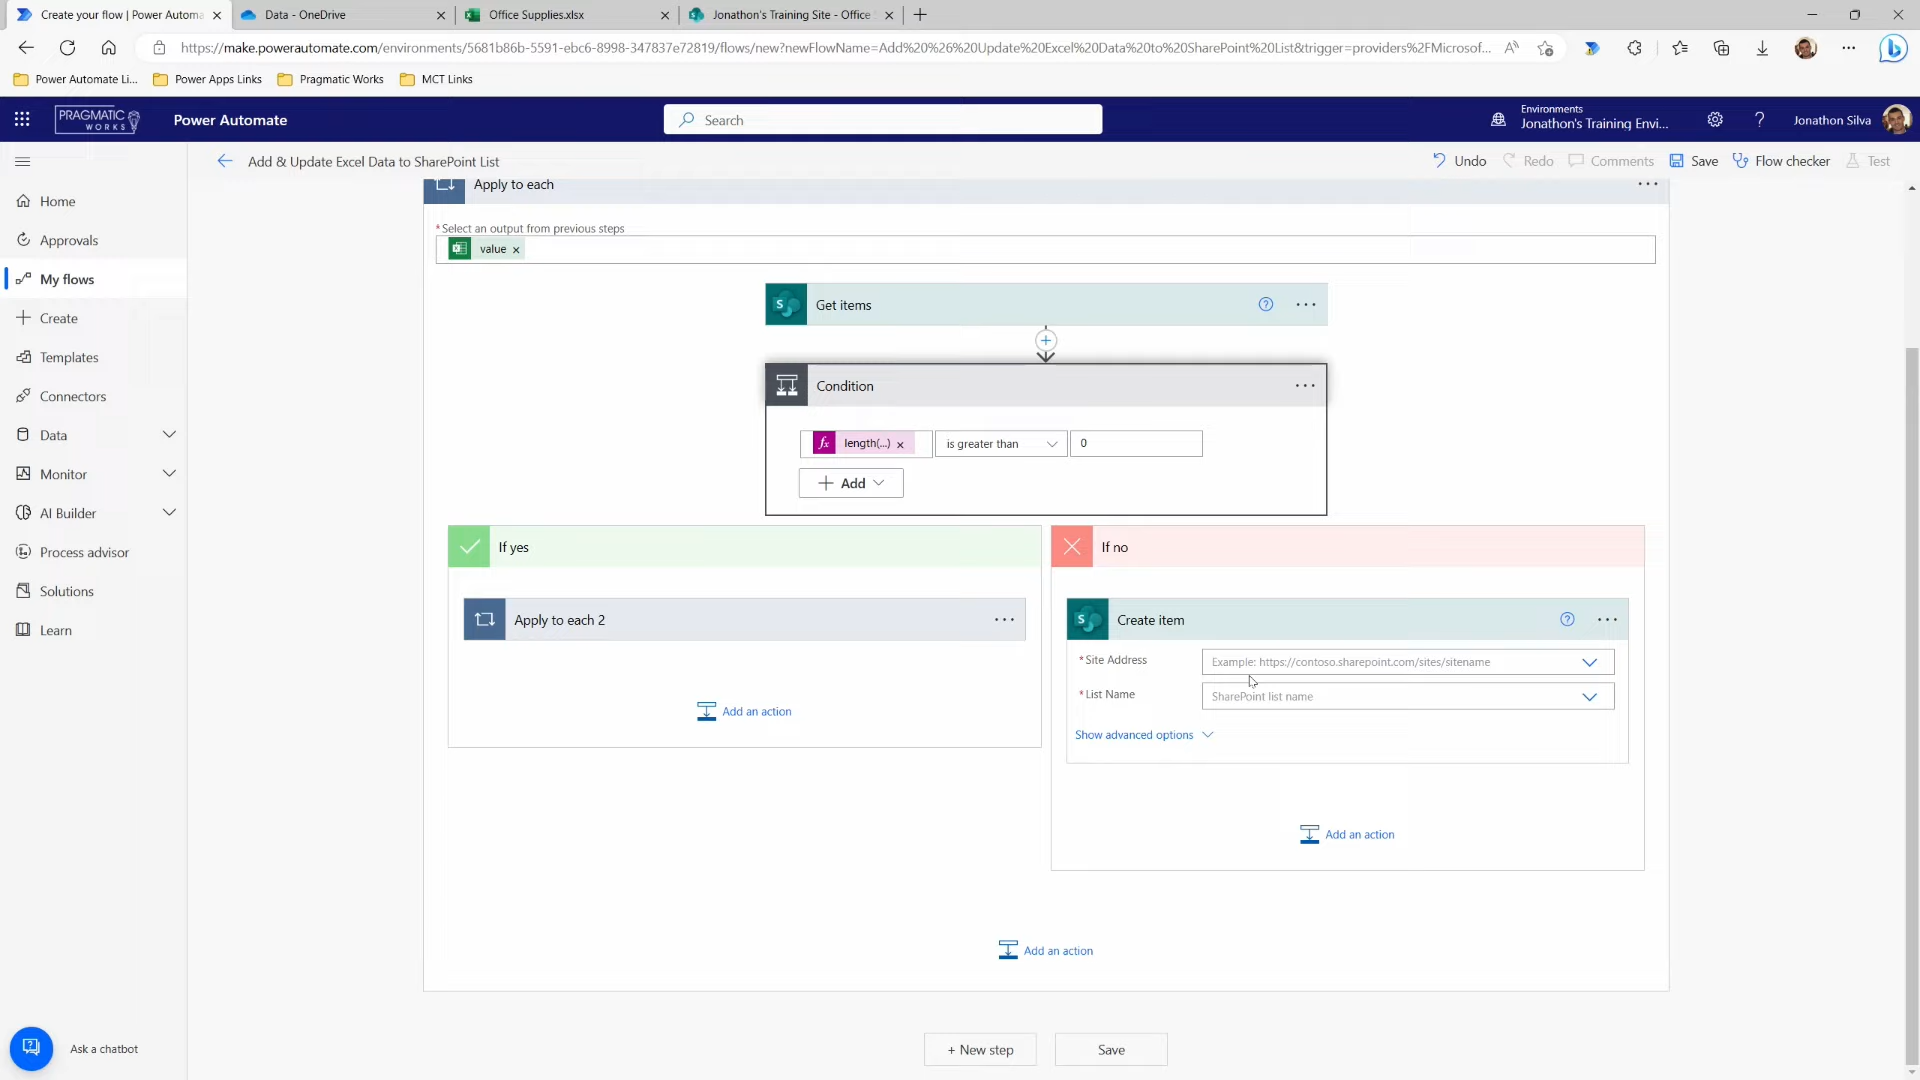 Create your flow | Power Automa
Data - OneDrive
Office Supplies.xlsx
Jonathon's Training Site - Office
https://make.powerautomate.com/environments/5681b86b-5591-ebc6-8998-347837e72819/flows/new?newFlowName=Add%20%26%20Update%20Excel%20Data%20to%20SharePoint%20List&trigger=providers%2FMicrosof...
Power Automate Li...
Power Apps Links
Pragmatic Works
MCT Links
PRAGMATIC
WORKS
Power Automate
Search
Environments
Jonathon's Training Envi...
Jonathon Silva
Add & Update Excel Data to SharePoint List
Undo
Redo
Comments
Save
Flow checker
Test
Home
Approvals
My flows
Create
Templates
Connectors
Data
Monitor
AI Builder
Process advisor
Solutions
Learn
Ask a chatbot
Apply to each
*Select an output from previous steps
value
Get items
Condition
length(...)
is greater than
0
Add
If yes
Apply to each 2
Add an action
If no
Create item
*Site Address
Example: https://contoso.sharepoint.com/sites/sitename
*List Name
SharePoint list name
Show advanced options
Add an action
Add an action
+ New step
Save